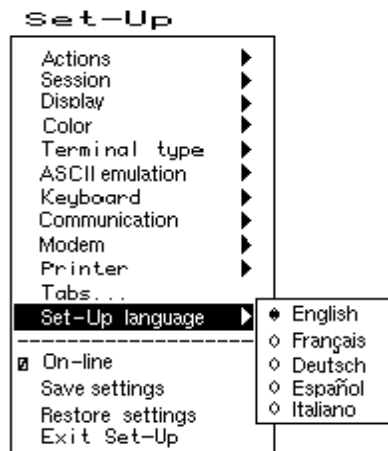 Set-Up
Actions
Session
Display
Color
Terminal type
ASCII emulation
Keyboard
Communication
Modem
Printer
Tabs...
Set-Up language
English
Français
Deutsch
Español
Italiano
On-line
Save settings
Restore settings
Exit Set-Up